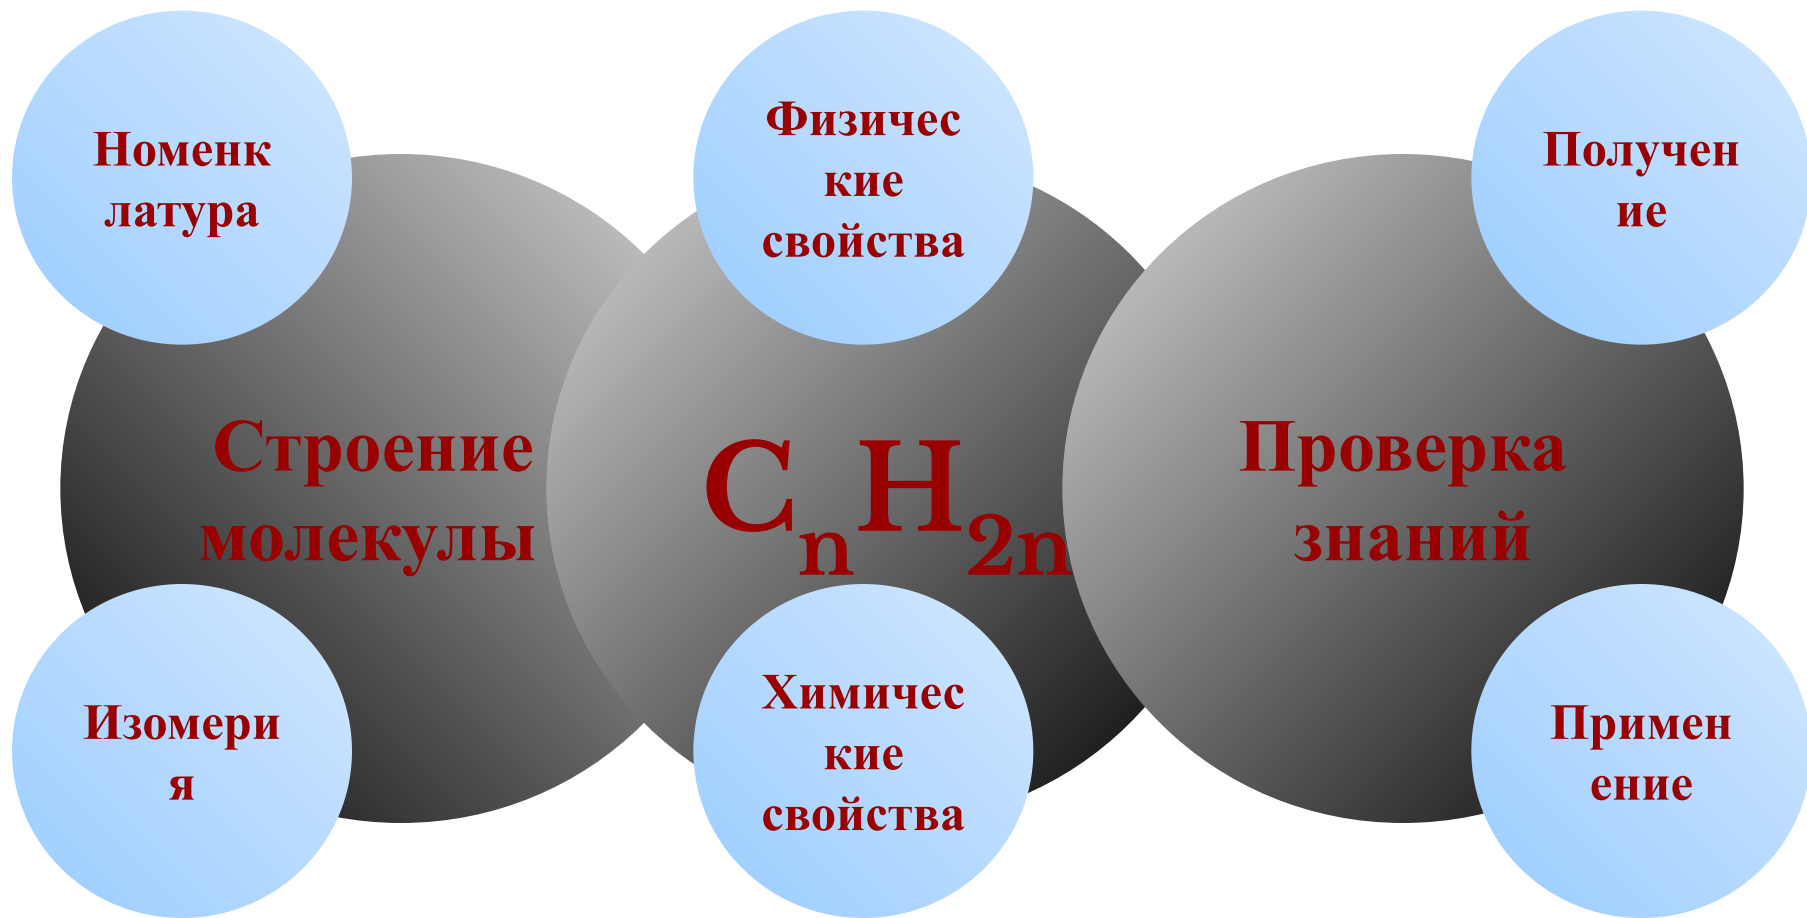 Номенк
латура
Физичес
кие
свойства
Получен
ие
Строение
молекулы
CₙH₂ₙ
Проверка
знаний
Изомери
я
Химичес
кие
свойства
Примен
ение